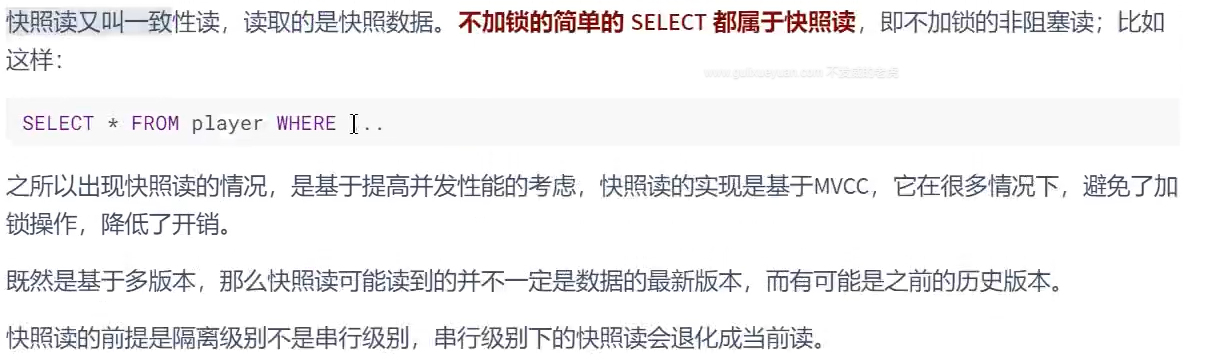 快照读又叫一致性读，读取的是快照数据。不加锁的简单的 SELECT 都属于快照读，即不加锁的非阻塞读；比如
这样：
SELECT * FROM player WHERE ...
之所以出现快照读的情况，是基于提高并发性能的考虑，快照读的实现是基于MVCC，它在很多情况下，避免了加
锁操作，降低了开销。
既然是基于多版本，那么快照读可能读到的并不一定是数据的最新版本，而有可能是之前的历史版本。
快照读的前提是隔离级别不是串行级别，串行级别下的快照读会退化成当前读。